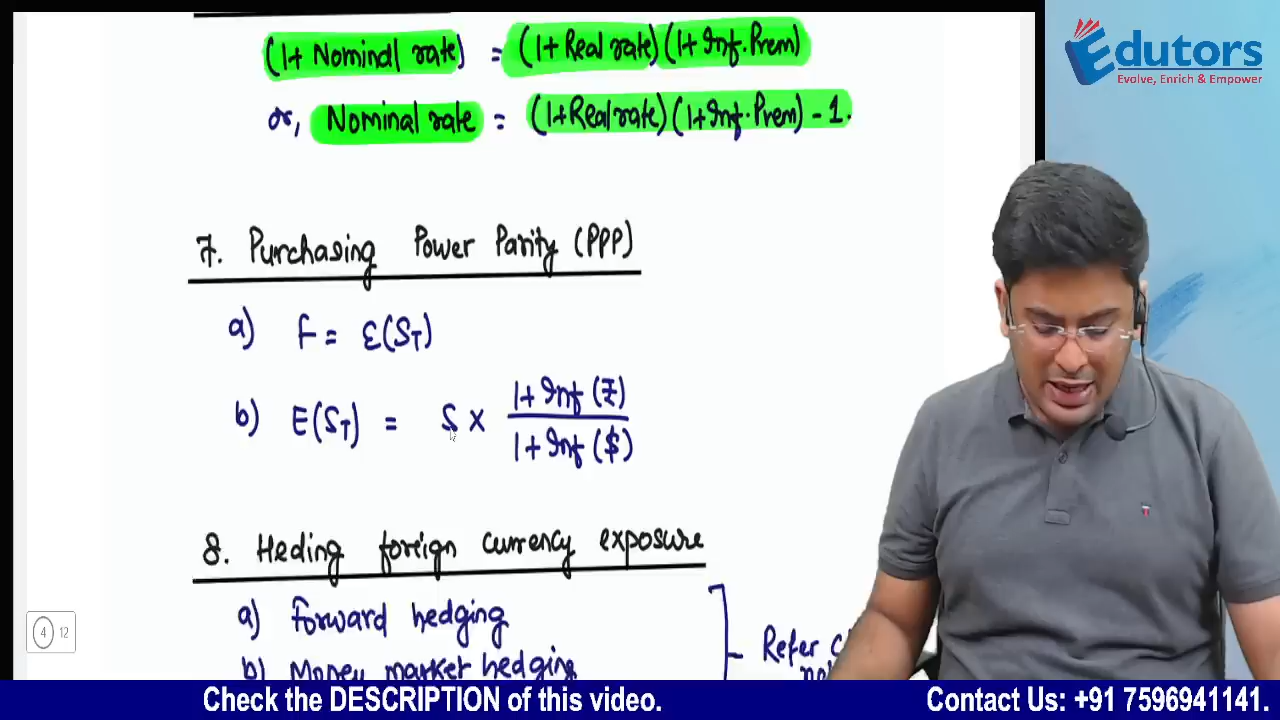 (1+ Nominal rate) = (1+ Real rate) (1+ Inf. Prem)
or, Nominal rate = (1+Real rate) (1+Inf. Prem) - 1.
7. Purchasing Power Parity (PPP)
a) F = E(ST)
b) E(ST) = S × 1+ Inf (₹)
1+ Inf ($)
8. Heding foreign currency exposure
a) Forward hedging
b) Money market hedging
Refer
4 12
Edutors
Evolve, Enrich & Empower
Check the DESCRIPTION of this video.
Contact Us: +91 7596941141.